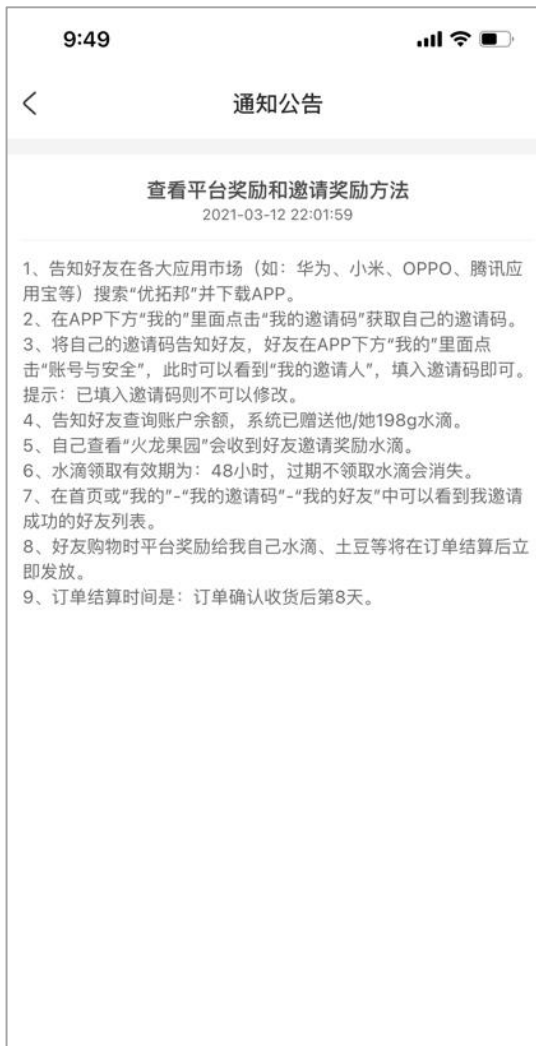 9:49
通知公告
查看平台奖励和邀请奖励方法
2021-03-12 22:01:59
1、告知好友在各大应用市场（如：华为、小米、OPPO、腾讯应
用宝等）搜索“优拓邦”并下载APP。
2、在APP下方“我的”里面点击“我的邀请码”获取自己的邀请码。
3、将自己的邀请码告知好友，好友在APP下方“我的”里面点
击“账号与安全”，此时可以看到“我的邀请人”，填入邀请码即可。
提示：已填入邀请码则不可以修改。
4、告知好友查询账户余额，系统已赠送他/她198g水滴。
5、自己查看“火龙果园”会收到好友邀请奖励水滴。
6、水滴领取有效期为：48小时，过期不领取水滴会消失。
7、在首页或“我的”-“我的邀请码”-“我的好友”中可以看到我邀请
成功的好友列表。
8、好友购物时平台奖励给我自己水滴、土豆等将在订单结算后立
即发放。
9、订单结算时间是：订单确认收货后第8天。